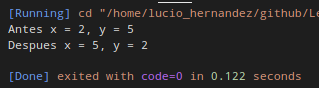 [Running] cd "/home/lucio_hernandez/github/Le
Antes x = 2, y = 5
Despues x = 5, y = 2
[Done] exited with code=0 in 0.122 seconds